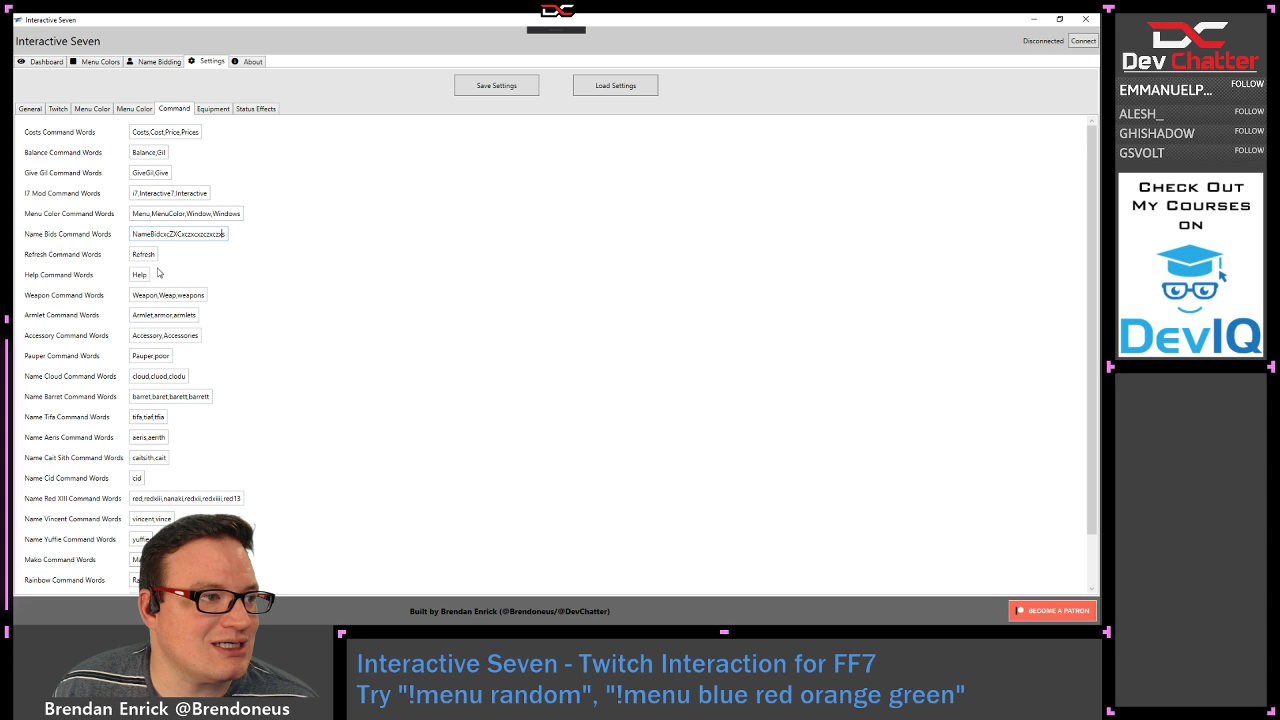 Interactive Seven
Interactive Seven
Disconnected Connect
Dashboard Menu Colors Name Bidding Settings About
Save Settings Load Settings
General Twitch Menu Color Menu Color Command Equipment Status Effects
Costs Command Words Costs,Cost,Price,Prices
Balance Command Words Balance,Gil
Give Gil Command Words GiveGil,Give
I7 Mod Command Words i7,Interactive7,Interactive
Menu Color Command Words Menu,MenuColor,Window,Windows
Name Bids Command Words
Refresh Command Words Refresh
Help Command Words Help
Weapon Command Words Weapon,Weap,weapons
Armlet Command Words Armlet,armor,armlets
Accessory Command Words Accessory,Accessories
Pauper Command Words Pauper,poor
Name Cloud Command Words cloud,cluod,clodu
Name Barret Command Words barret,baret,barett,barrett
Name Tifa Command Words tifa,tiaf,tfia
Name Aeris Command Words aeris,aerith
Name Cait Sith Command Words caitsith,cait
Name Cid Command Words cid
Name Red XIII Command Words red,redxiii,nanaki,redxii,redxiiii,red13
Name Vincent Command Words vincent,vince
Name Yuffie Command Words yuffie
Mako Command Words
Rainbow Command Words
Built by Brendan Enrick (@Brendoneus/@DevChatter)
BECOME A PATRON
Brendan Enrick @Brendoneus
Interactive Seven - Twitch Interaction for FF7
Try "!menu random", "!menu blue red orange green"
DC
DC
Dev Chatter
EMMANUELP... FOLLOW
ALESH_ FOLLOW
GHISHADOW FOLLOW
GSVOLT FOLLOW
CHECK OUT
MY COURSES
ON
DevIQ